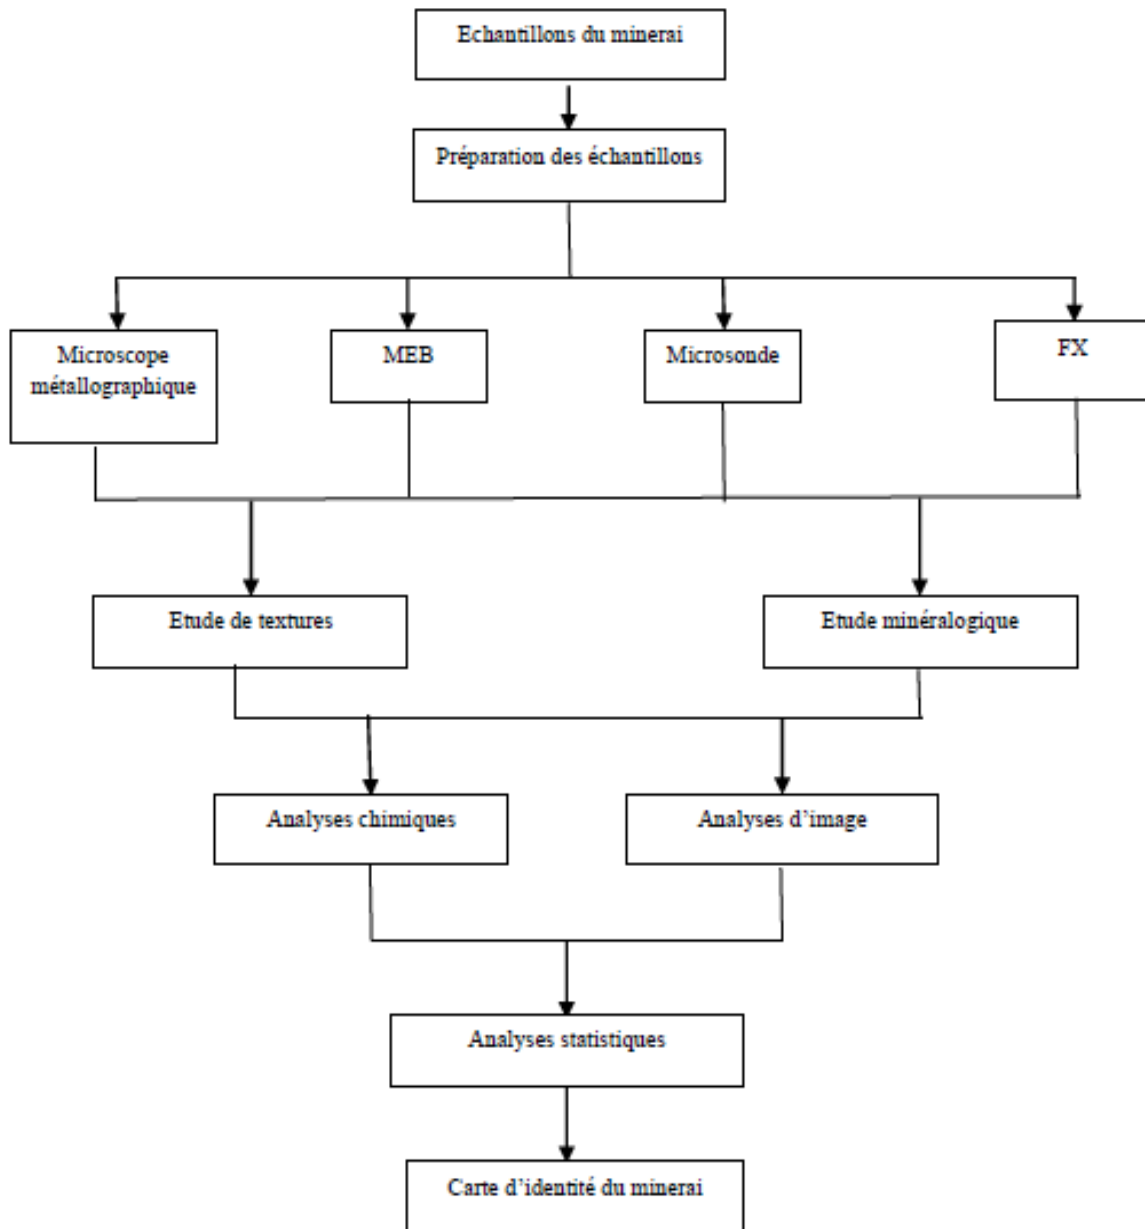 Echantillons du minerai
Préparation des échantillons
Microscope
métallographique
MEB
Microsonde
FX
Etude de textures
Etude minéralogique
Analyses chimiques
Analyses d’image
Analyses statistiques
Carte d’identité du minerai